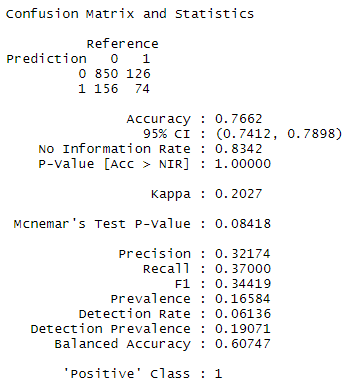 Confusion Matrix and Statistics
Reference
Prediction 0 1
0 850 126
1 156 74
Accuracy : 0.7662
95% CI : (0.7412, 0.7898)
No Information Rate : 0.8342
P-Value [Acc > NIR] : 1.00000
Kappa : 0.2027
Mcnemar's Test P-Value : 0.08418
Precision : 0.32174
Recall : 0.37000
F1 : 0.34419
Prevalence : 0.16584
Detection Rate : 0.06136
Detection Prevalence : 0.19071
Balanced Accuracy : 0.60747
'Positive' Class : 1